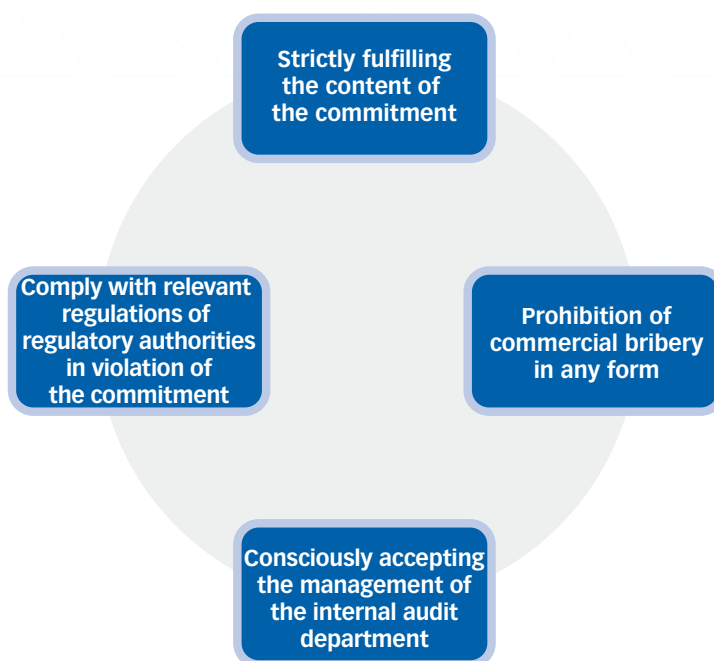 Strictly fulfilling
the content of
the commitment
Comply with relevant
regulations of
regulatory authorities
in violation of
the commitment
Prohibition of
commercial bribery
in any form
Consciously accepting
the management of
the internal audit
department